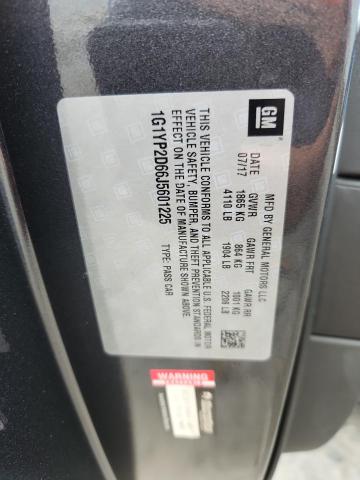 GM
MFD BY GENERAL MOTORS LLC
DATE GVWR GAWR FRT GAWR RR
07/17 1865 KG 864 KG 1001 KG
4110 LB 1904 LB 2206 LB
THIS VEHICLE CONFORMS TO ALL APPLICABLE U.S. FEDERAL MOTOR
VEHICLE SAFETY, BUMPER, AND THEFT PREVENTION STANDARDS IN
EFFECT ON THE DATE OF MANUFACTURE SHOWN ABOVE.
1G1YP2D66J5601225 TYPE: PASS CAR
WARNING